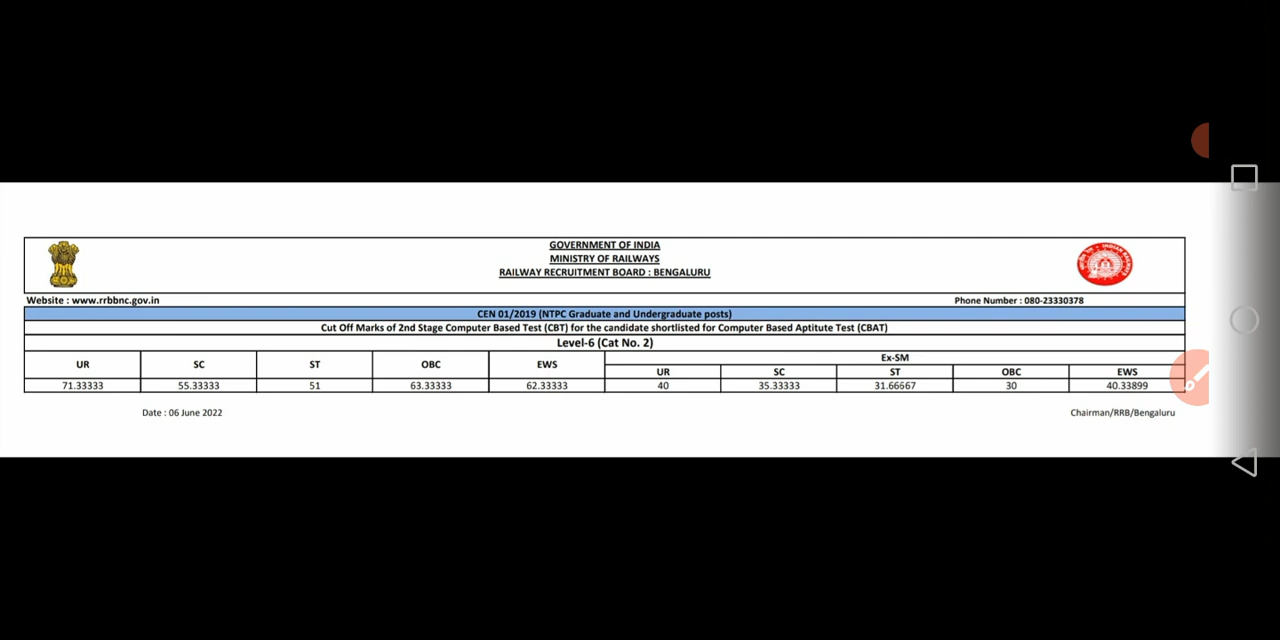 GOVERNMENT OF INDIA
MINISTRY OF RAILWAYS
RAILWAY RECRUITMENT BOARD : BENGALURU
Website : www.rrbbnc.gov.in Phone Number : 080-23330378
CEN 01/2019 (NTPC Graduate and Undergraduate posts)
Cut Off Marks of 2nd Stage Computer Based Test (CBT) for the candidate shortlisted for Computer Based Aptitute Test (CBAT)
Level-6 (Cat No. 2)
UR SC ST OBC EWS Ex-SM
UR SC ST OBC EWS
71.33333 55.33333 51 63.33333 62.33333 40 35.33333 31.66667 30 40.33899
Date : 06 June 2022 Chairman/RRB/Bengaluru